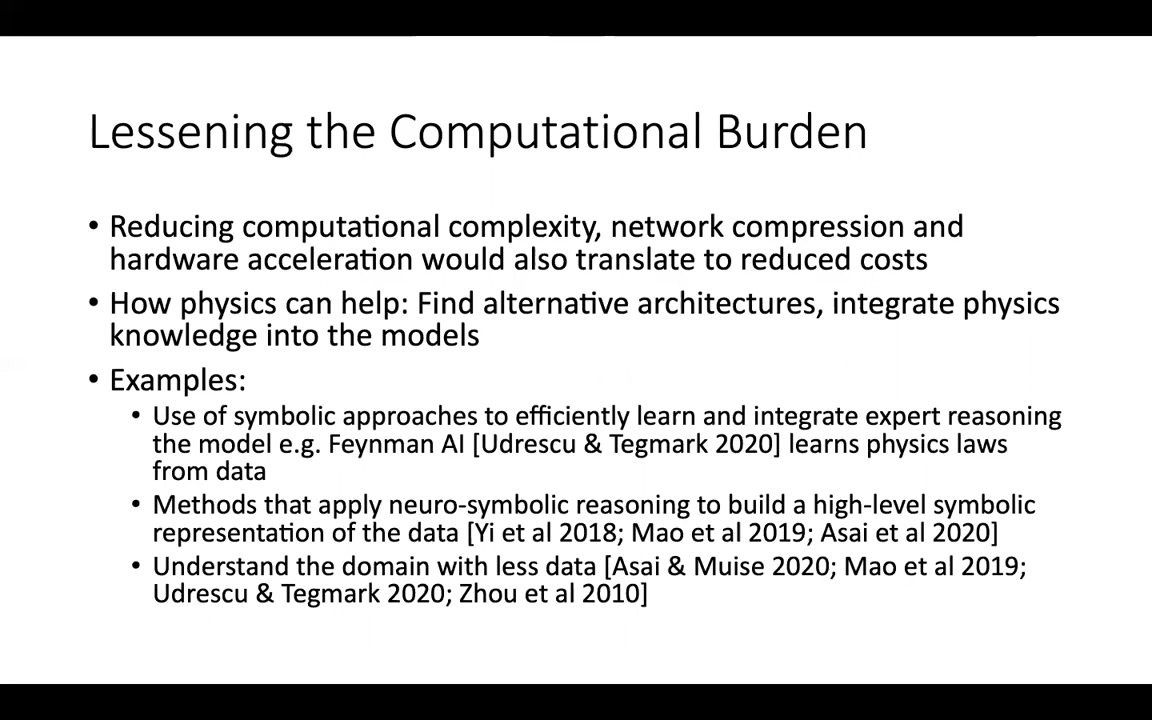 Lessening the Computational Burden
• Reducing computational complexity, network compression and
hardware acceleration would also translate to reduced costs
• How physics can help: Find alternative architectures, integrate physics
knowledge into the models
• Examples:
• Use of symbolic approaches to efficiently learn and integrate expert reasoning
the model e.g. Feynman AI [Udrescu & Tegmark 2020] learns physics laws
from data
• Methods that apply neuro-symbolic reasoning to build a high-level symbolic
representation of the data [Yi et al 2018; Mao et al 2019; Asai et al 2020]
• Understand the domain with less data [Asai & Muise 2020; Mao et al 2019;
Udrescu & Tegmark 2020; Zhou et al 2010]